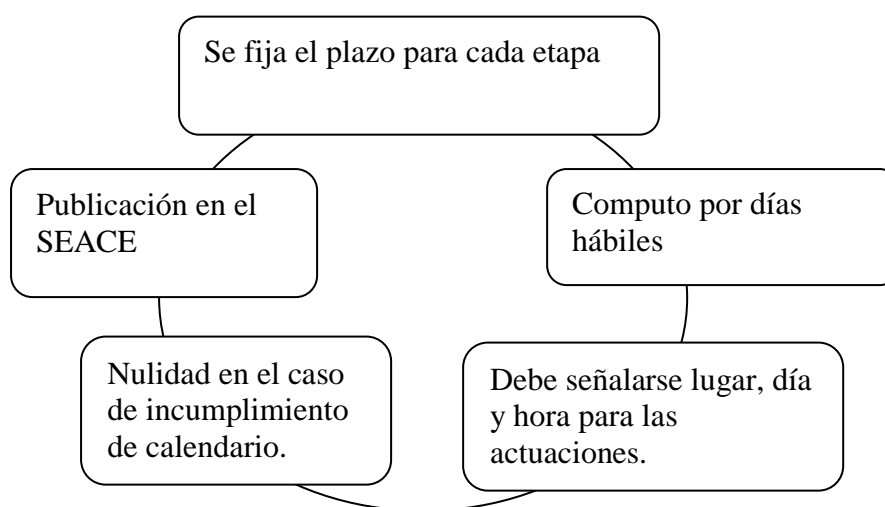 Se fija el plazo para cada etapa
Publicación en el
SEACE
Computo por días
hábiles
Nulidad en el caso
de incumplimiento
de calendario.
Debe señalarse lugar, día
y hora para las
actuaciones.